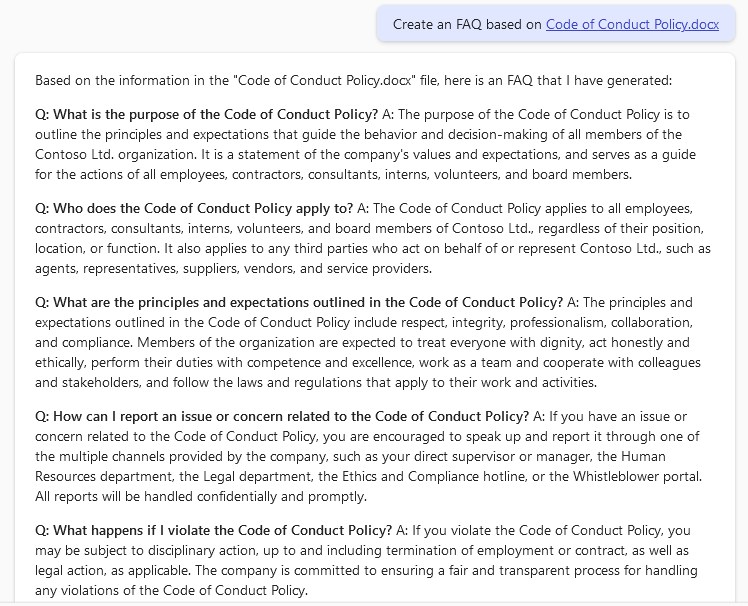 Create an FAQ based on Code of Conduct Policy.docx
Based on the information in the "Code of Conduct Policy.docx" file, here is an FAQ that I have generated:
Q: What is the purpose of the Code of Conduct Policy? A: The purpose of the Code of Conduct Policy is to
outline the principles and expectations that guide the behavior and decision-making of all members of the
Contoso Ltd. organization. It is a statement of the company's values and expectations, and serves as a guide
for the actions of all employees, contractors, consultants, interns, volunteers, and board members.
Q: Who does the Code of Conduct Policy apply to? A: The Code of Conduct Policy applies to all employees,
contractors, consultants, interns, volunteers, and board members of Contoso Ltd., regardless of their position,
location, or function. It also applies to any third parties who act on behalf of or represent Contoso Ltd., such as
agents, representatives, suppliers, vendors, and service providers.
Q: What are the principles and expectations outlined in the Code of Conduct Policy? A: The principles and
expectations outlined in the Code of Conduct Policy include respect, integrity, professionalism, collaboration,
and compliance. Members of the organization are expected to treat everyone with dignity, act honestly and
ethically, perform their duties with competence and excellence, work as a team and cooperate with colleagues
and stakeholders, and follow the laws and regulations that apply to their work and activities.
Q: How can I report an issue or concern related to the Code of Conduct Policy? A: If you have an issue or
concern related to the Code of Conduct Policy, you are encouraged to speak up and report it through one of
the multiple channels provided by the company, such as your direct supervisor or manager, the Human
Resources department, the Legal department, the Ethics and Compliance hotline, or the Whistleblower portal.
All reports will be handled confidentially and promptly.
Q: What happens if I violate the Code of Conduct Policy? A: If you violate the Code of Conduct Policy, you
may be subject to disciplinary action, up to and including termination of employment or contract, as well as
legal action, as applicable. The company is committed to ensuring a fair and transparent process for handling
any violations of the Code of Conduct Policy.